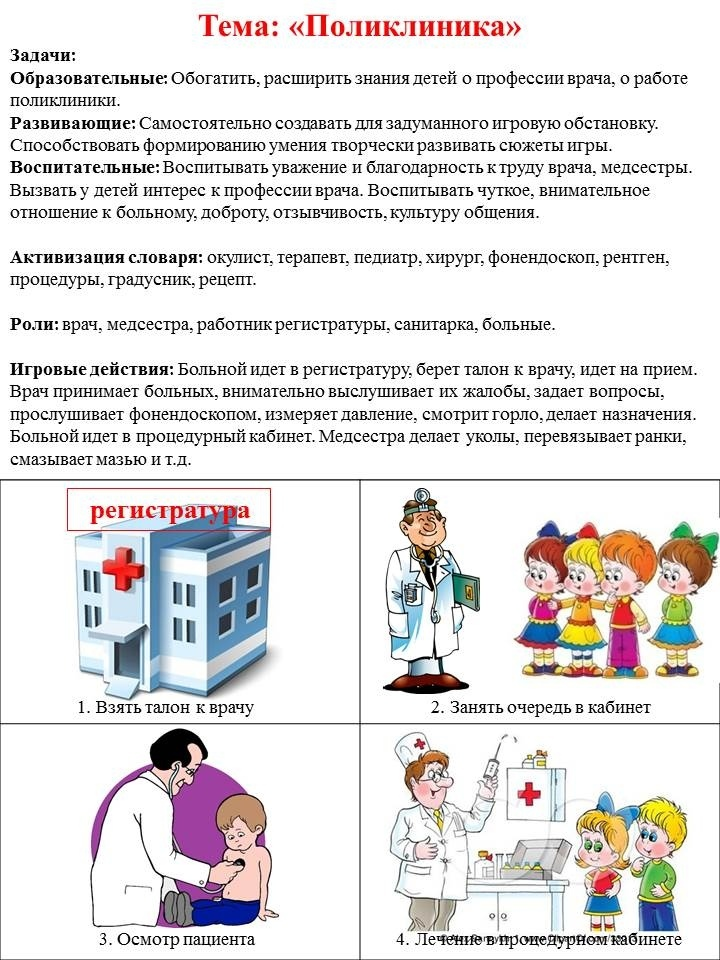 Тема: «Поликлиника»
Задачи:
Образовательные: Обогатить, расширить знания детей о профессии врача, о работе
поликлиники.
Развивающие: Самостоятельно создавать для задуманного игровую обстановку.
Способствовать формированию умения творчески развивать сюжеты игры.
Воспитательные: Воспитывать уважение и благодарность к труду врача, медсестры.
Вызвать у детей интерес к профессии врача. Воспитывать чуткое, внимательное
отношение к больному, доброту, отзывчивость, культуру общения.
Активизация словаря: окулист, терапевт, педиатр, хирург, фонендоскоп, рентген,
процедуры, градусник, рецепт.
Роли: врач, медсестра, работник регистратуры, санитарка, больные.
Игровые действия: Больной идет в регистратуру, берет талон к врачу, идет на прием.
Врач принимает больных, внимательно выслушивает их жалобы, задает вопросы,
прослушивает фонендоскопом, измеряет давление, смотрит горло, делает назначения.
Больной идет в процедурный кабинет. Медсестра делает уколы, перевязывает ранки,
смазывает мазью и т.д.
регистратура
1. Взять талон к врачу
2. Занять очередь в кабинет
3. Осмотр пациента
4. Лечение в процедурном кабинете